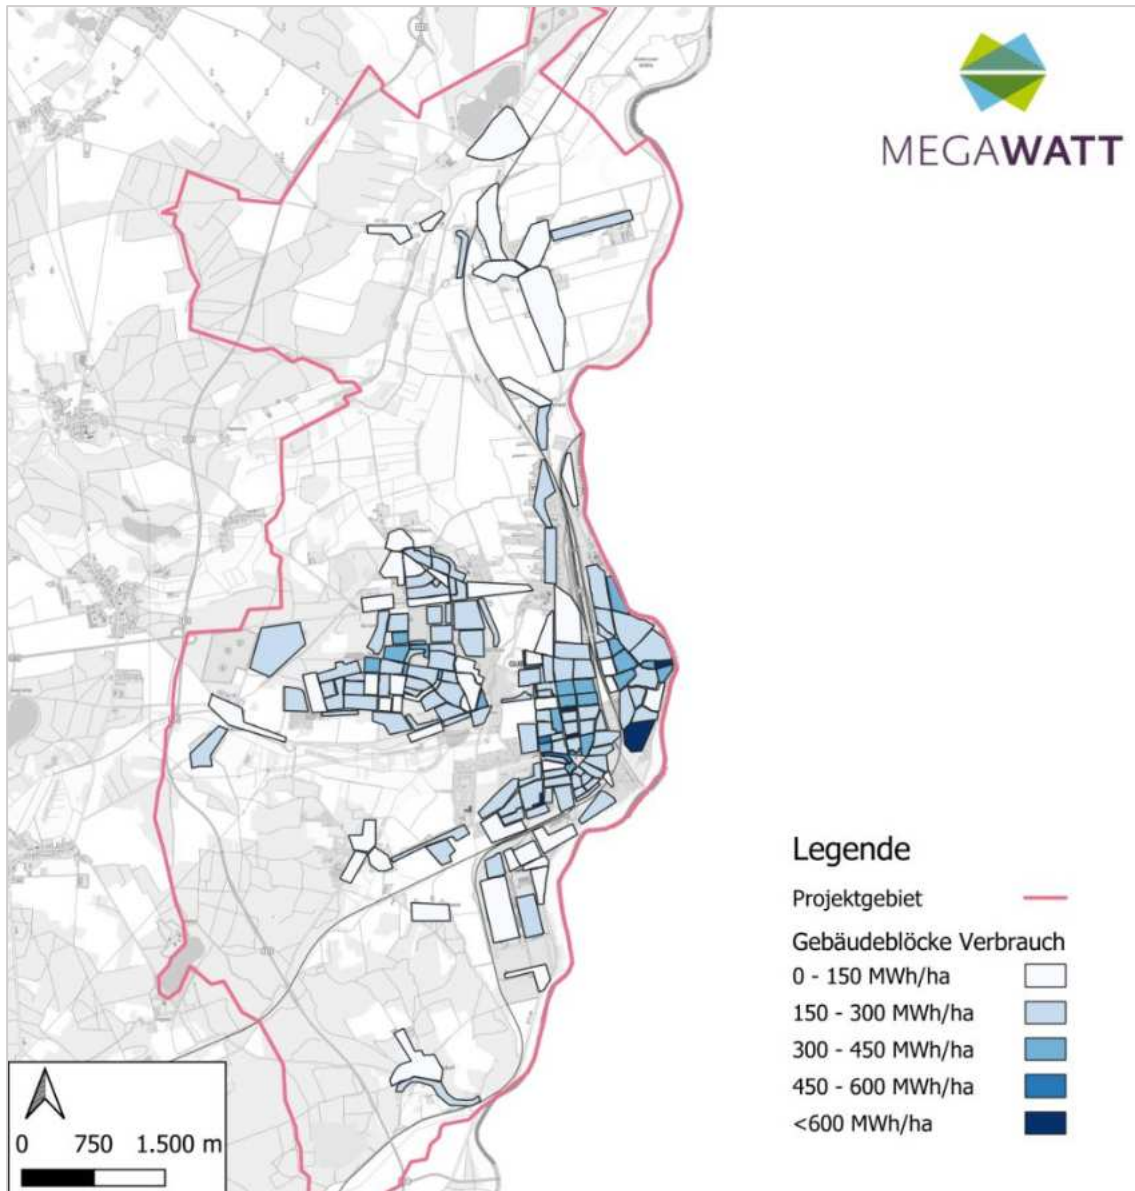 MEGAWATT
Legende
Projektgebiet
Gebäudeblöcke Verbrauch
0 - 150 MWh/ha
150 - 300 MWh/ha
300 - 450 MWh/ha
450 - 600 MWh/ha
<600 MWh/ha
0 750 1.500 m